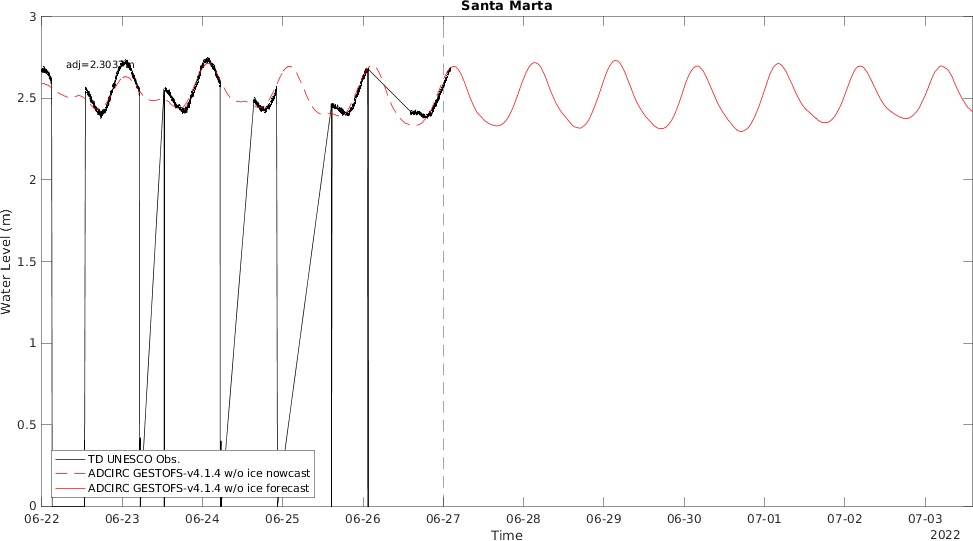 Santa Marta
3
2.5
2
1.5
1
0.5
0
Water Level (m)
TD UNESCO Obs.
ADCIRC GESTOFS-v4.1.4 w/o ice nowcast
ADCIRC GESTOFS-v4.1.4 w/o ice forecast
06-22 06-23 06-24 06-25 06-26 06-27 06-28 06-29 06-30 07-01 07-02 07-03
Time
2022